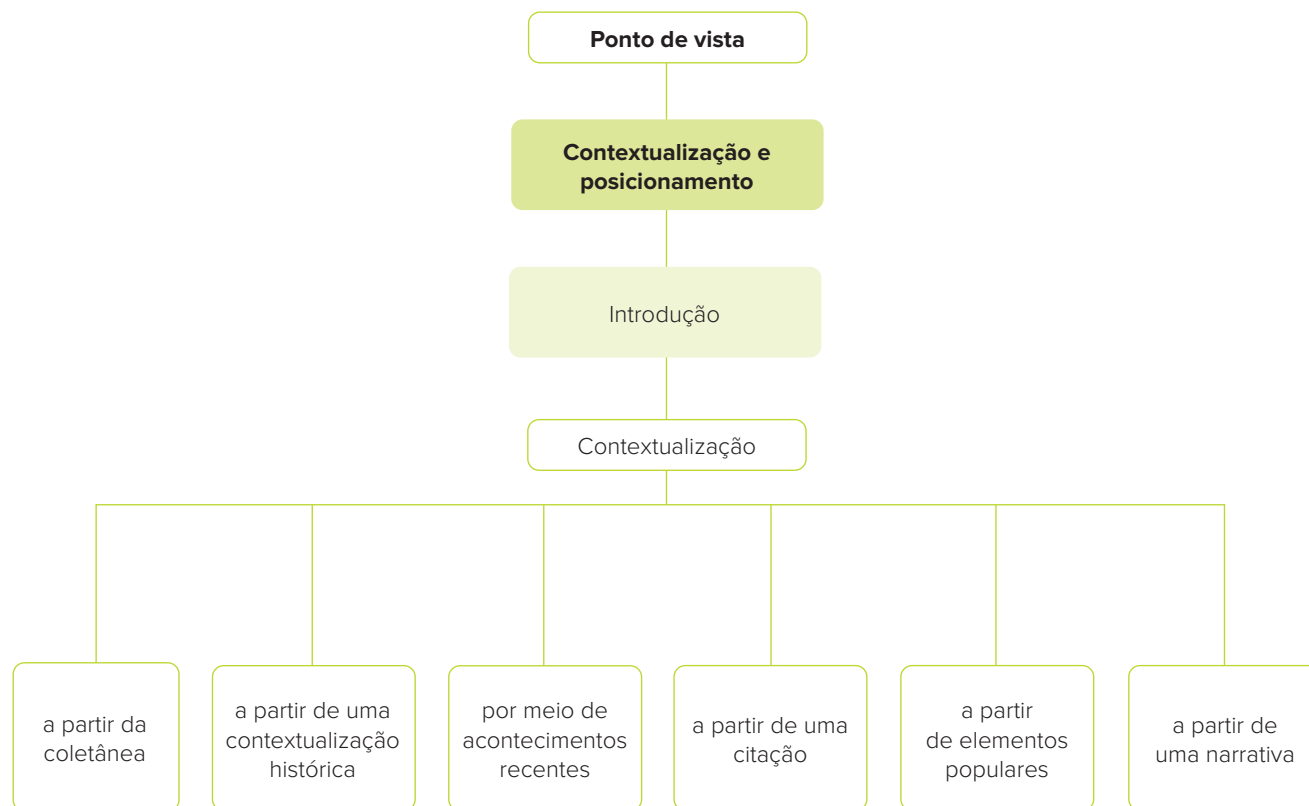 Ponto de vista
Contextualização e
posicionamento
Introdução
Contextualização
a partir da
coletânea
a partir de uma
contextualização
histórica
por meio de
acontecimentos
recentes
a partir de uma
citação
a partir
de elementos
populares
a partir de
uma narrativa